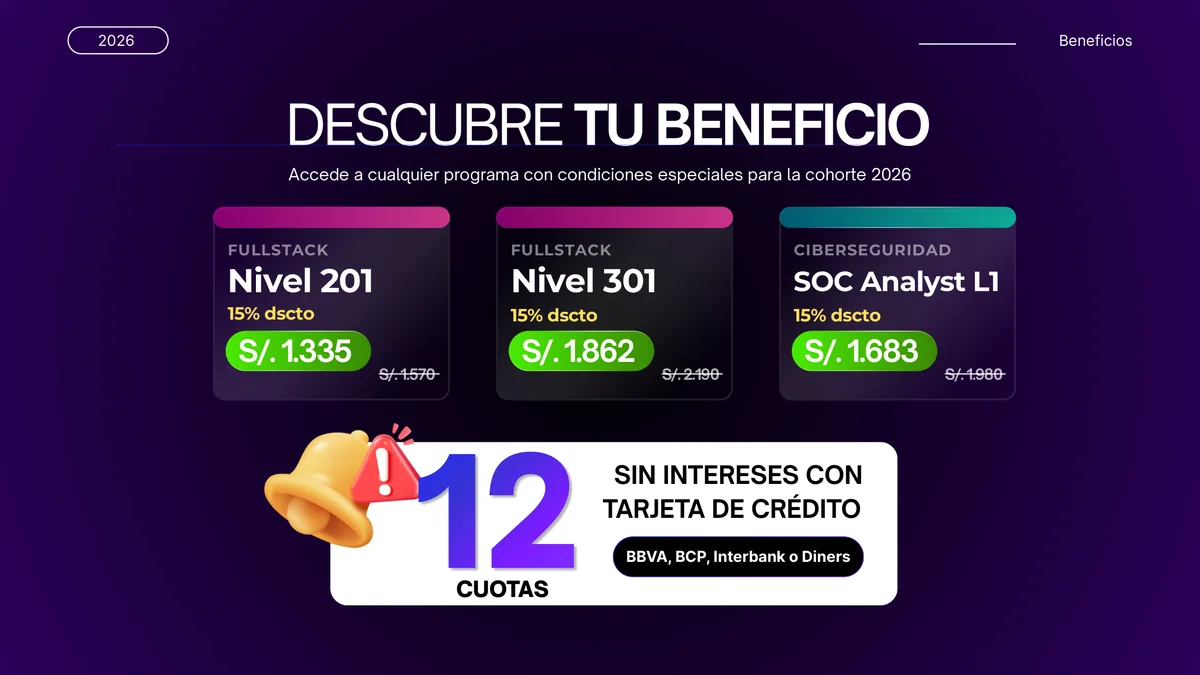 2026
Beneficios
DESCUBRE TU BENEFICIO
Accede a cualquier programa con condiciones especiales para la cohorte 2026
FULLSTACK
Nivel 201
15% dscto
S/. 1.335
S/. 1.570
FULLSTACK
Nivel 301
15% dscto
S/. 1.862
S/. 2.190
CIBERSEGURIDAD
SOC Analyst L1
15% dscto
S/. 1.683
S/. 1.980
12
CUOTAS
SIN INTERESES CON
TARJETA DE CRÉDITO
BBVA, BCP, Interbank o Diners